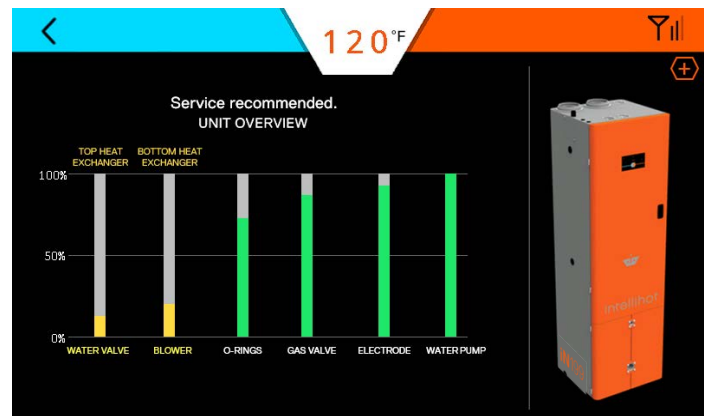 120°F
Service recommended.
UNIT OVERVIEW
TOP HEAT EXCHANGER
BOTTOM HEAT EXCHANGER
100%
50%
0%
WATER VALVE
BLOWER
O-RINGS
GAS VALVE
ELECTRODE
WATER PUMP
intellihot